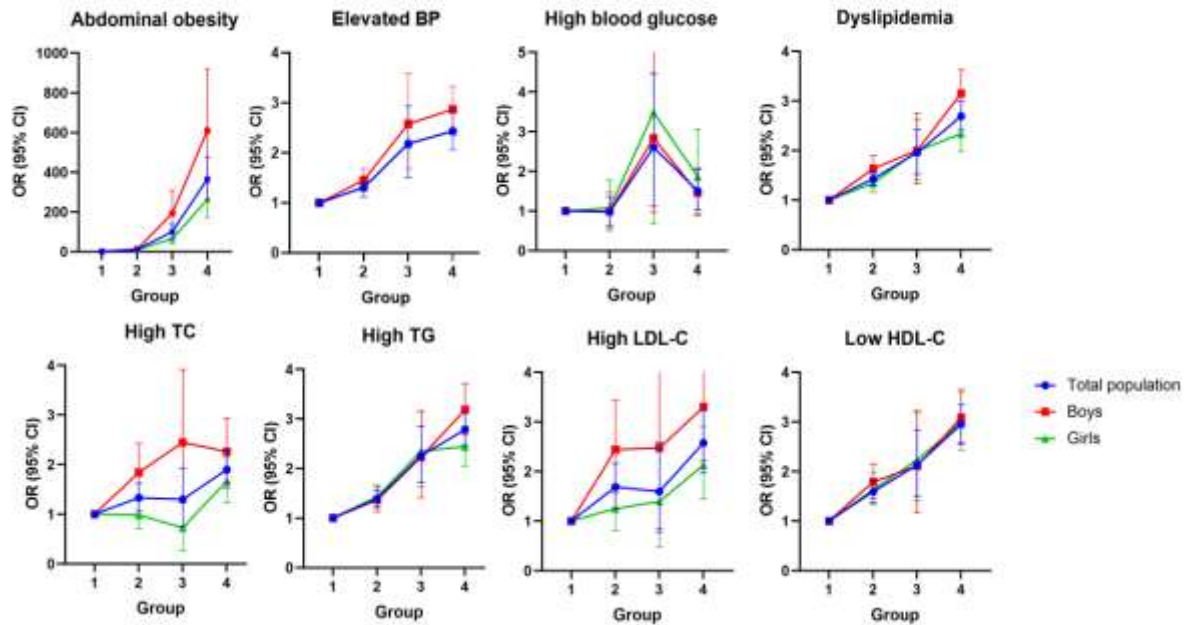 Abdominal obesity
OR (95% CI)
1000
800
600
400
200
0
1 2 3 4
Group
Elevated BP
OR (95% CI)
4
3
2
1
0
1 2 3 4
Group
High blood glucose
OR (95% CI)
5
4
3
2
1
0
1 2 3 4
Group
Dyslipidemia
OR (95% CI)
4
3
2
1
0
1 2 3 4
Group
High TC
OR (95% CI)
4
3
2
1
0
1 2 3 4
Group
High TG
OR (95% CI)
4
3
2
1
0
1 2 3 4
Group
High LDL-C
OR (95% CI)
4
3
2
1
0
1 2 3 4
Group
Low HDL-C
OR (95% CI)
4
3
2
1
0
1 2 3 4
Group
Total population
Boys
Girls